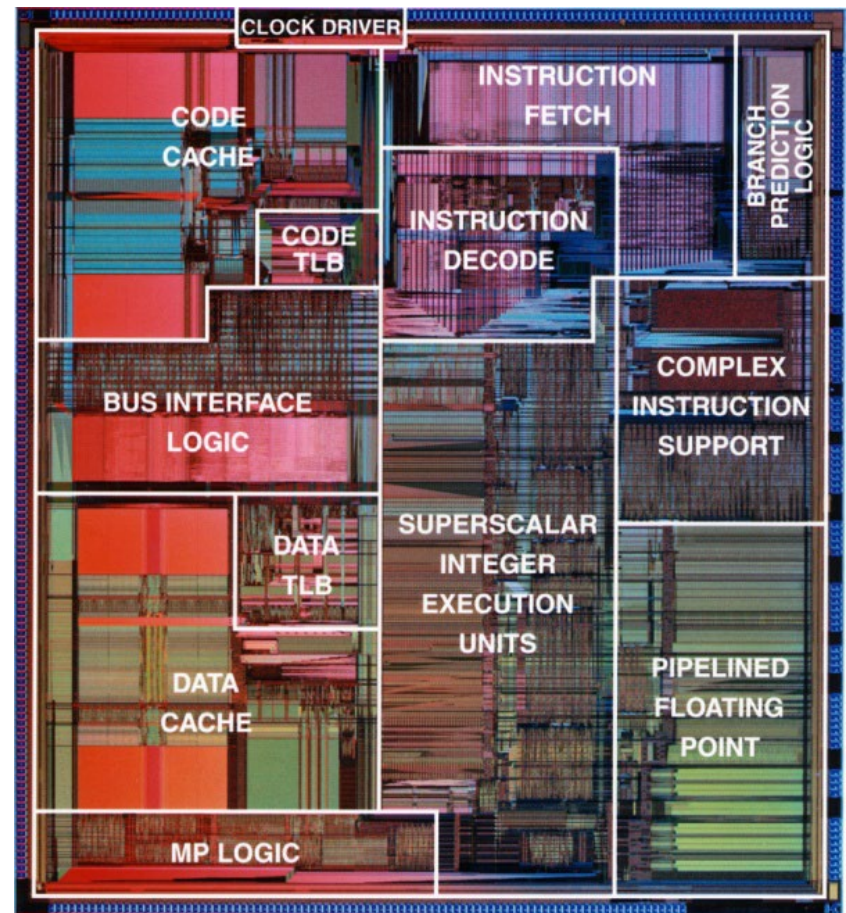 CLOCK DRIVER
CODE
CACHE
INSTRUCTION
FETCH
BRANCH
PREDICTION
LOGIC
CODE
TLB
INSTRUCTION
DECODE
BUS INTERFACE
LOGIC
COMPLEX
INSTRUCTION
SUPPORT
DATA
TLB
SUPERSCALAR
INTEGER
EXECUTION
UNITS
DATA
CACHE
PIPELINED
FLOATING
POINT
MP LOGIC